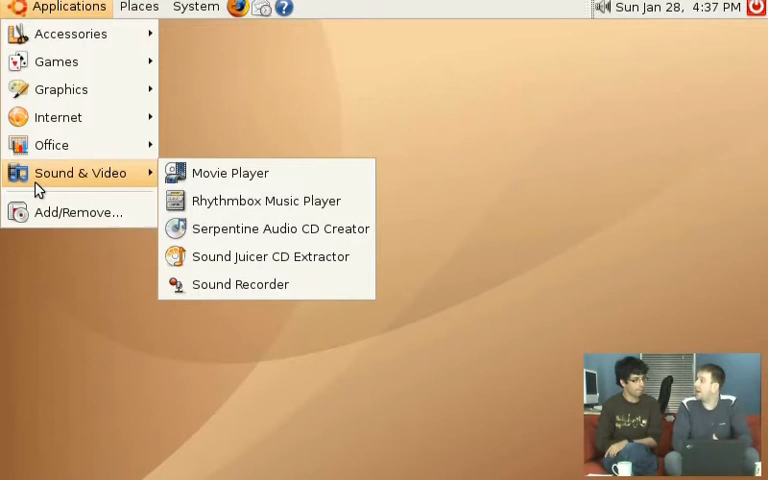 Applications Places System Sun Jan 28, 4:37 PM
Accessories
Games
Graphics
Internet
Office
Sound & Video
Add/Remove...
Movie Player
Rhythmbox Music Player
Serpentine Audio CD Creator
Sound Juicer CD Extractor
Sound Recorder